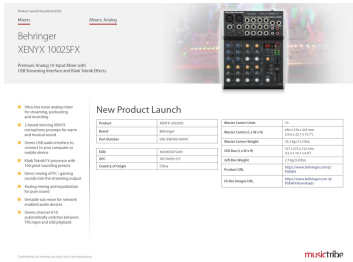 Product Launch Document 2023
Mixers
Mixers, Analog
Behringer
XENYX 1002SFX
Premium Analog 10-Input Mixer with
USB Streaming Interface and Klark Teknik Effects
Ultra-low noise analog mixer
for streaming, podcasting
and recording
2 Award-winning XENYX
microphone preamps for warm
and musical sound
Stereo USB audio interface to
connect to your computer or
mobile device
Klark Teknik FX processor with
100 great sounding presets
Direct mixing of PC / gaming
sounds into the streaming output
Analog mixing and equalization
for pure sound
Versatile sub mixer for network
enabled audio devices
Stereo channel 9/10
automatically switches between
TRS input and USB playback
New Product Launch
Product XENYX 1002SFX
Brand Behringer
Part Number
EAN
UPC
Country of Origin China
Master Carton Units
Master Carton (L x W x H)
Master Carton Weight
Gift Box (L x W x H)
Gift Box Weight
Product URL
Hi Res Images URL
music tribe